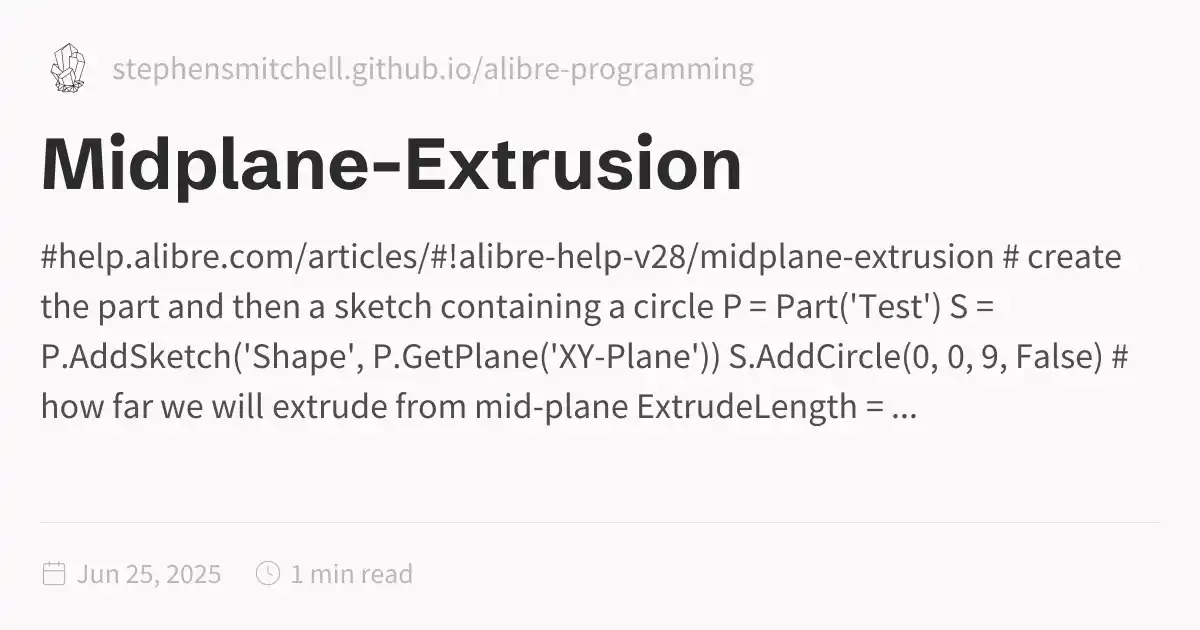 stephensmitchell.github.io/alibre-programming
Midplane-Extrusion
#help.alibre.com/articles/#!alibre-help-v28/midplane-extrusion # create
the part and then a sketch containing a circle P = Part('Test') S =
P.AddSketch('Shape', P.GetPlane('XY-Plane')) S.AddCircle(0, 0, 9, False) #
how far we will extrude from mid-plane ExtrudeLength = ...
Jun 25, 2025 1 min read